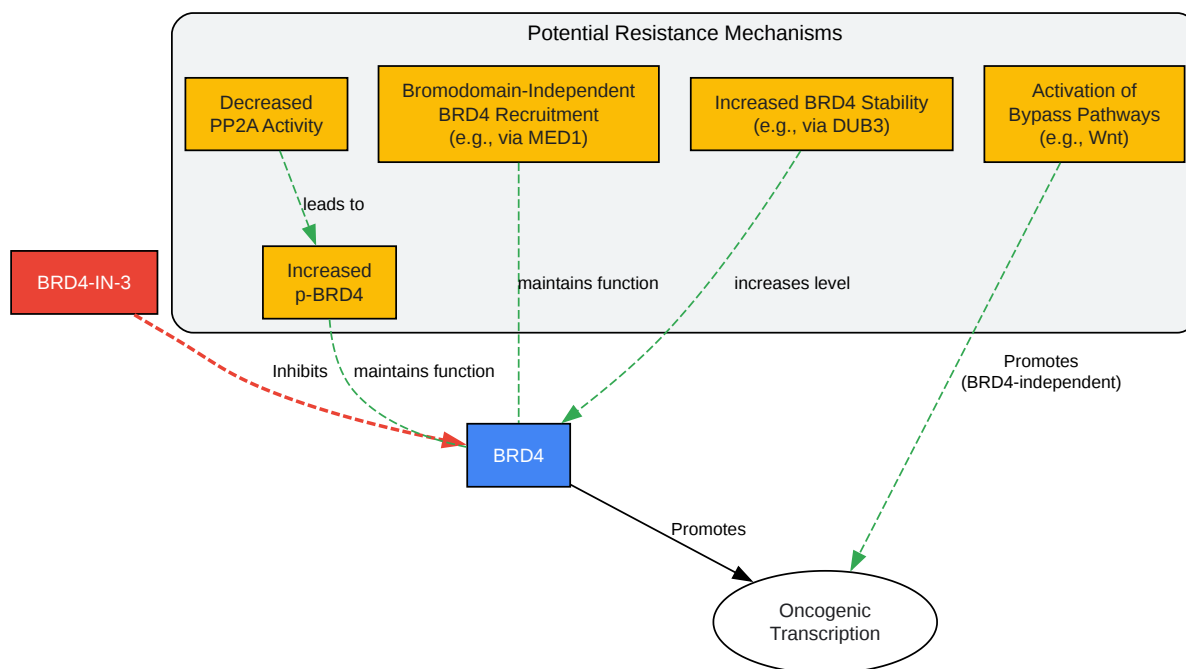 Potential Resistance Mechanisms
Decreased
PP2A Activity
Bromodomain-Independent
BRD4 Recruitment
(e.g., via MED1)
Increased BRD4 Stability
(e.g., via DUB3)
Activation of
Bypass Pathways
(e.g., Wnt)
leads to
BRD4-IN-3
Increased
p-BRD4
maintains function
increases level
Inhibits
maintains function
Promotes
(BRD4-independent)
BRD4
Promotes
Oncogenic
Transcription